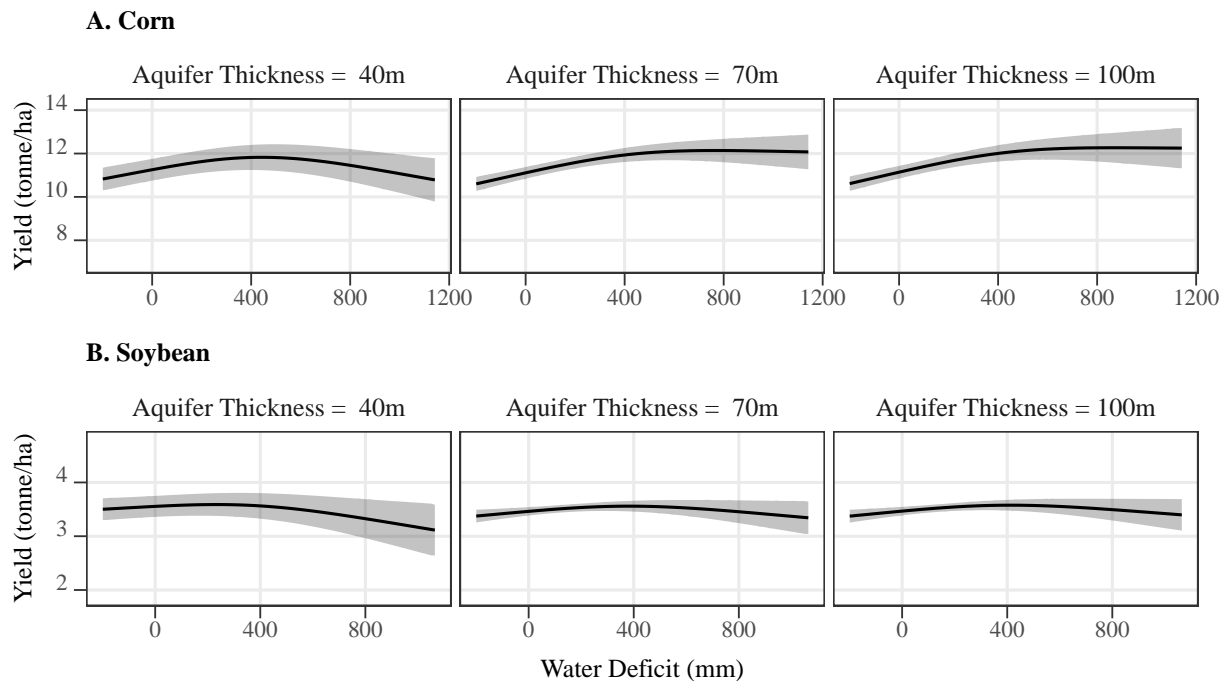 A. Corn
Aquifer Thickness = 40m
Aquifer Thickness = 70m
Aquifer Thickness = 100m
Yield (tonne/ha)
14
12
10
8
0 400 800 1200
0 400 800 1200
0 400 800 1200
B. Soybean
Aquifer Thickness = 40m
Aquifer Thickness = 70m
Aquifer Thickness = 100m
Yield (tonne/ha)
4
3
2
0 400 800
0 400 800
0 400 800
Water Deficit (mm)